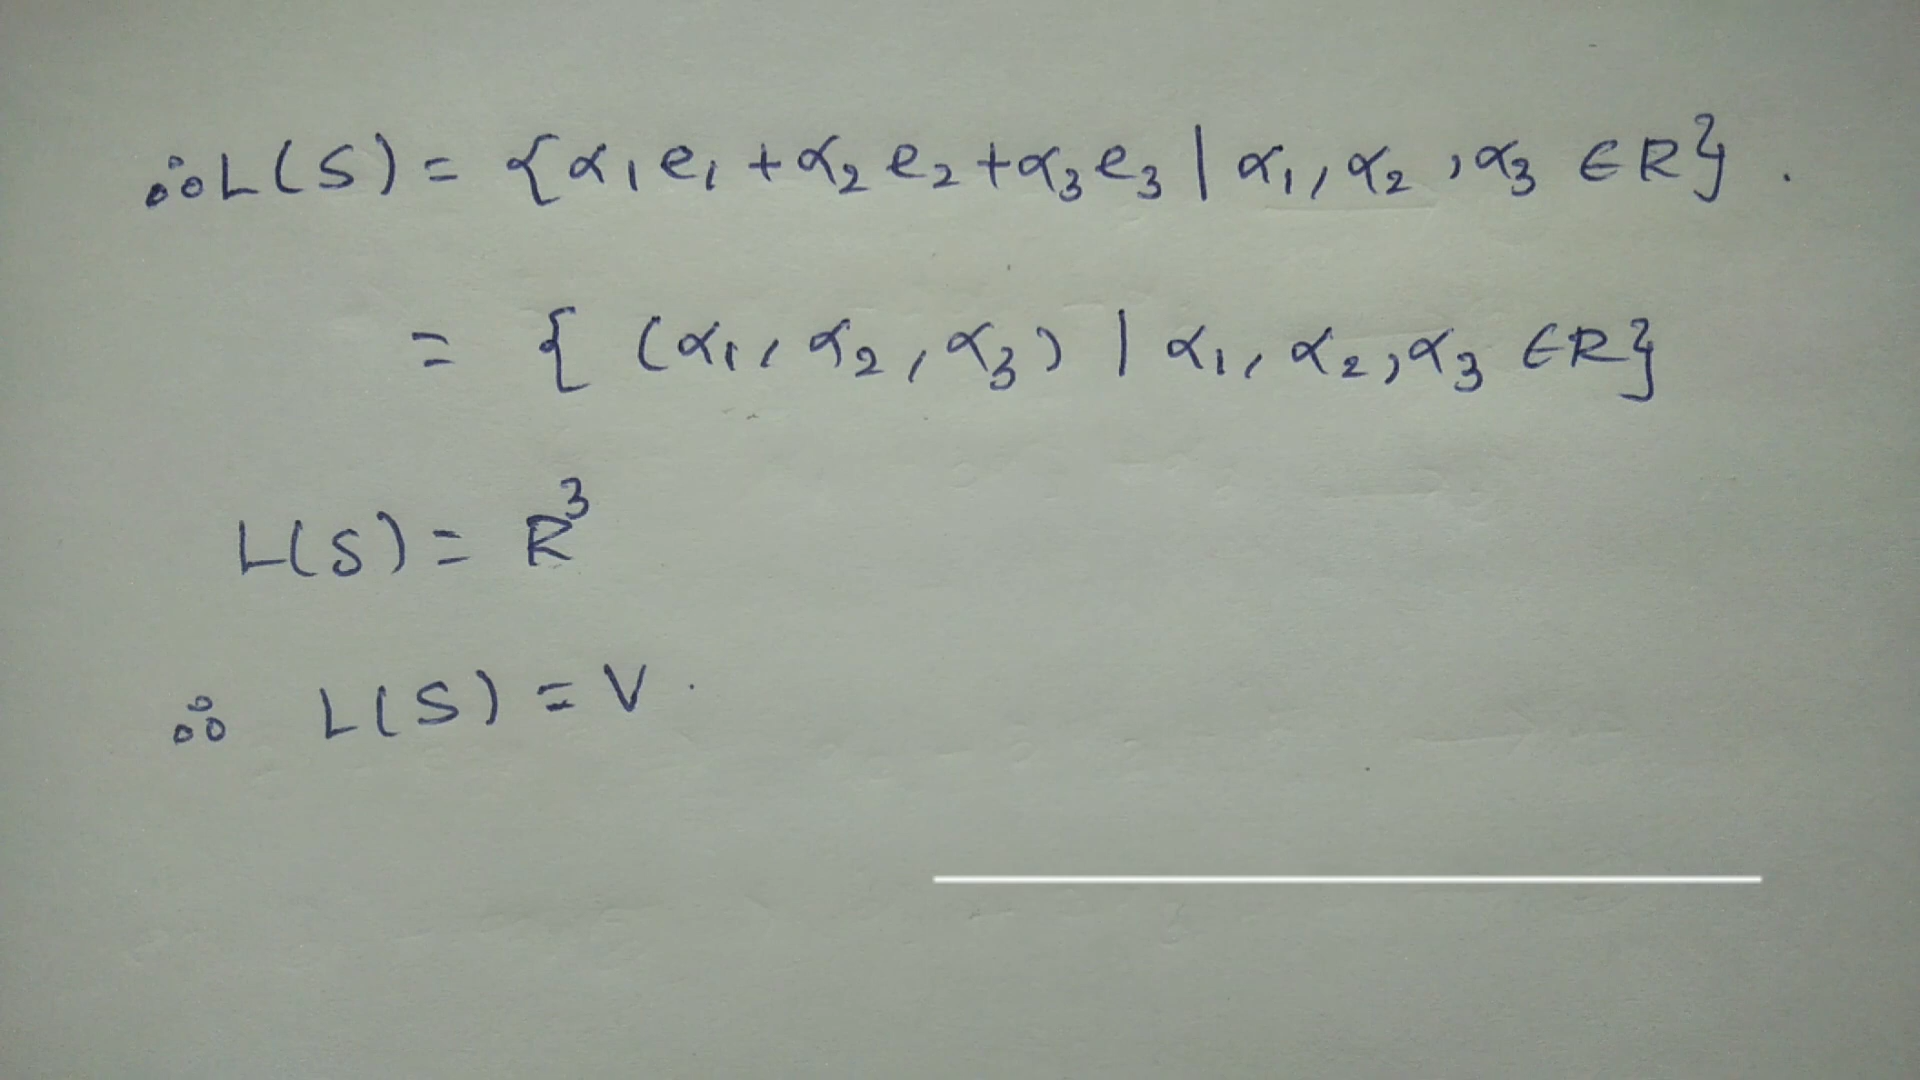 ∴ L(S) = {α₁e₁ + α₂e₂ + α₃e₃ | α₁, α₂, α₃ ∈ R}.
= { (α₁, α₂, α₃) | α₁, α₂, α₃ ∈ R}
L(S) = R³
∴ L(S) = V.